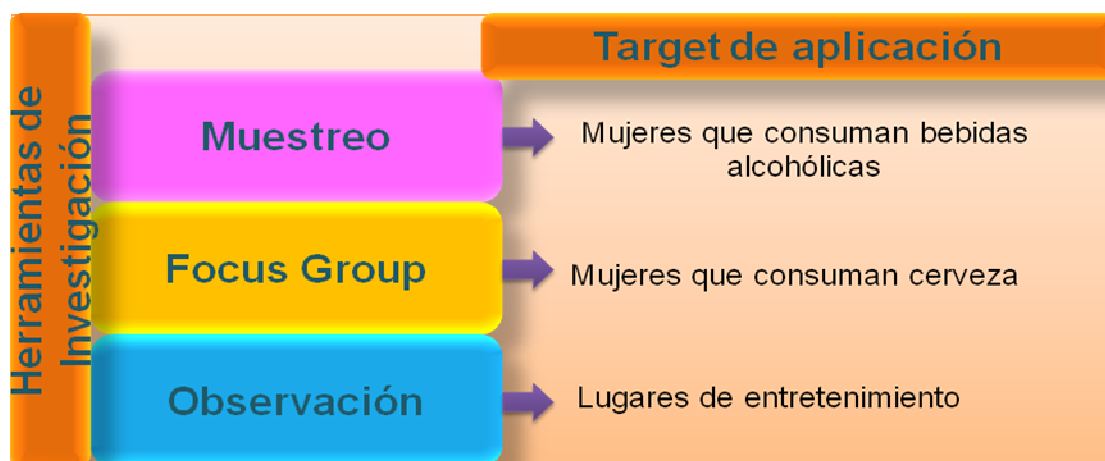 Herramientas de
Investigación
Target de aplicación
Muestreo
Mujeres que consuman bebidas
alcohólicas
Focus Group
Mujeres que consuman cerveza
Observación
Lugares de entretenimiento